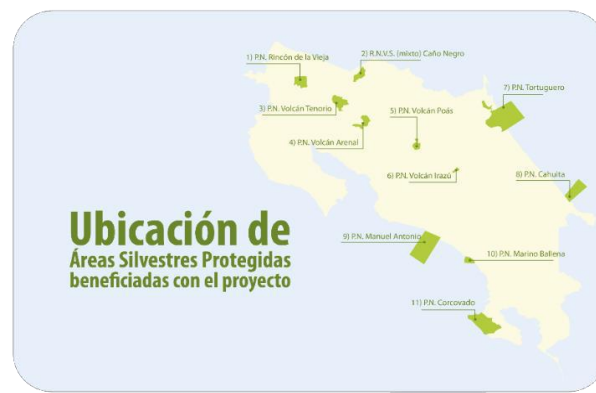 1) P.N. Rincón de la Vieja
2) R.N.V.S. (mixto) Caño Negro
3) P.N. Volcán Tenorio
4) P.N. Volcán Arenal
5) P.N. Volcán Poás
6) P.N. Volcán Irazú
7) P.N. Tortuguero
8) P.N. Cahuita
9) P.N. Manuel Antonio
10) P.N. Marino Ballena
11) P.N. Corcovado
Ubicación de
Áreas Silvestres Protegidas
beneficiadas con el proyecto